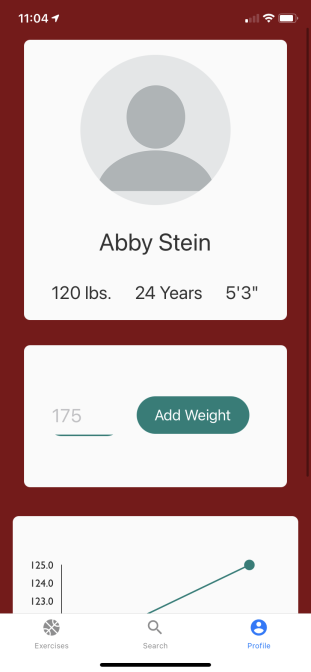 11:04
Abby Stein
120 lbs. 24 Years 5'3"
175 Add Weight
125.0
124.0
123.0
Exercises Search Profile